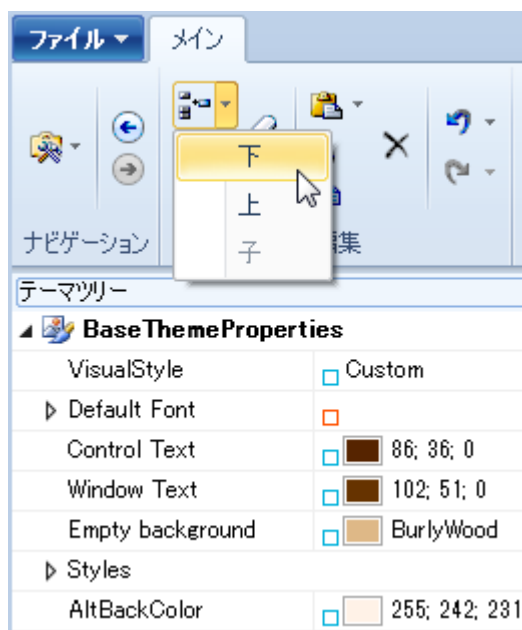 ファイル メイン
下
上
子
ナビゲーション 集
テーマツリー
BaseThemeProperties
VisualStyle Custom
Default Font
Control Text 86; 36; 0
Window Text 102; 51; 0
Empty background BurlyWood
Styles
AltBackColor 255; 242; 231